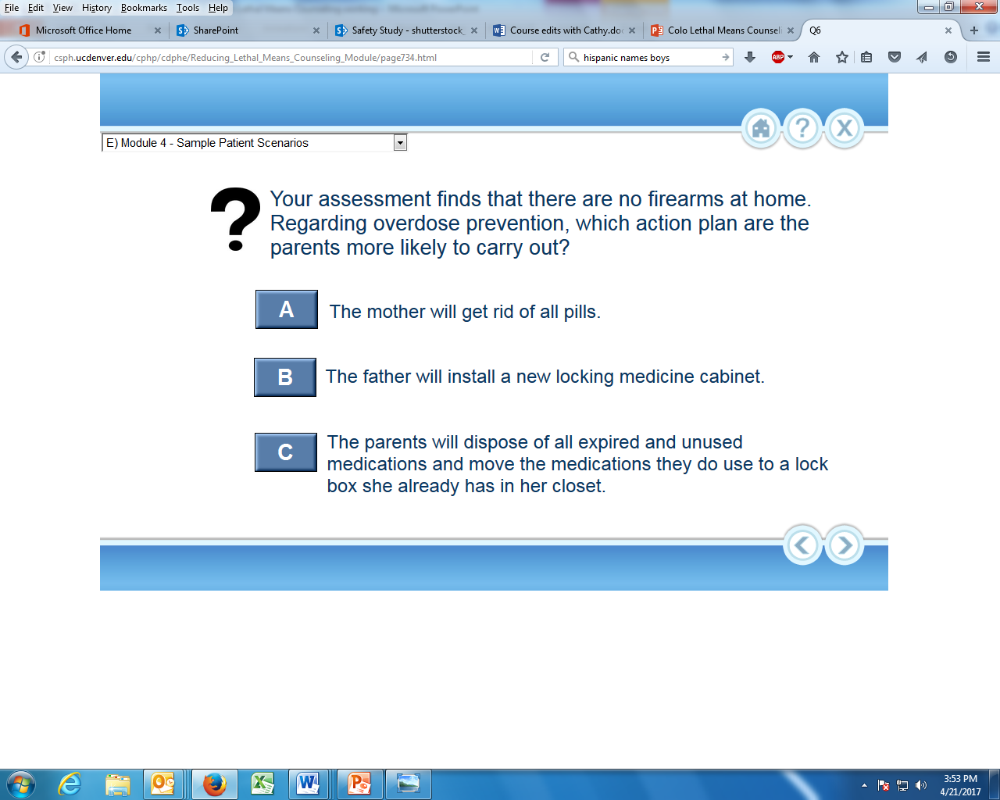 File Edit View History Bookmarks Tools Help
Microsoft Office Home
SharePoint
Safety Study - shutterstock_
Course edits with Cathy.doc
Colo Lethal Means Counseli
Q6
csph.ucdenver.edu/cphp/cdphe/Reducing_Lethal_Means_Counseling_Module/page734.html
hispanic names boys
ABP
E) Module 4 - Sample Patient Scenarios
? X
? Your assessment finds that there are no firearms at home.
Regarding overdose prevention, which action plan are the
parents more likely to carry out?
A The mother will get rid of all pills.
B The father will install a new locking medicine cabinet.
C The parents will dispose of all expired and unused
medications and move the medications they do use to a lock
box she already has in her closet.
3:53 PM
4/21/2017